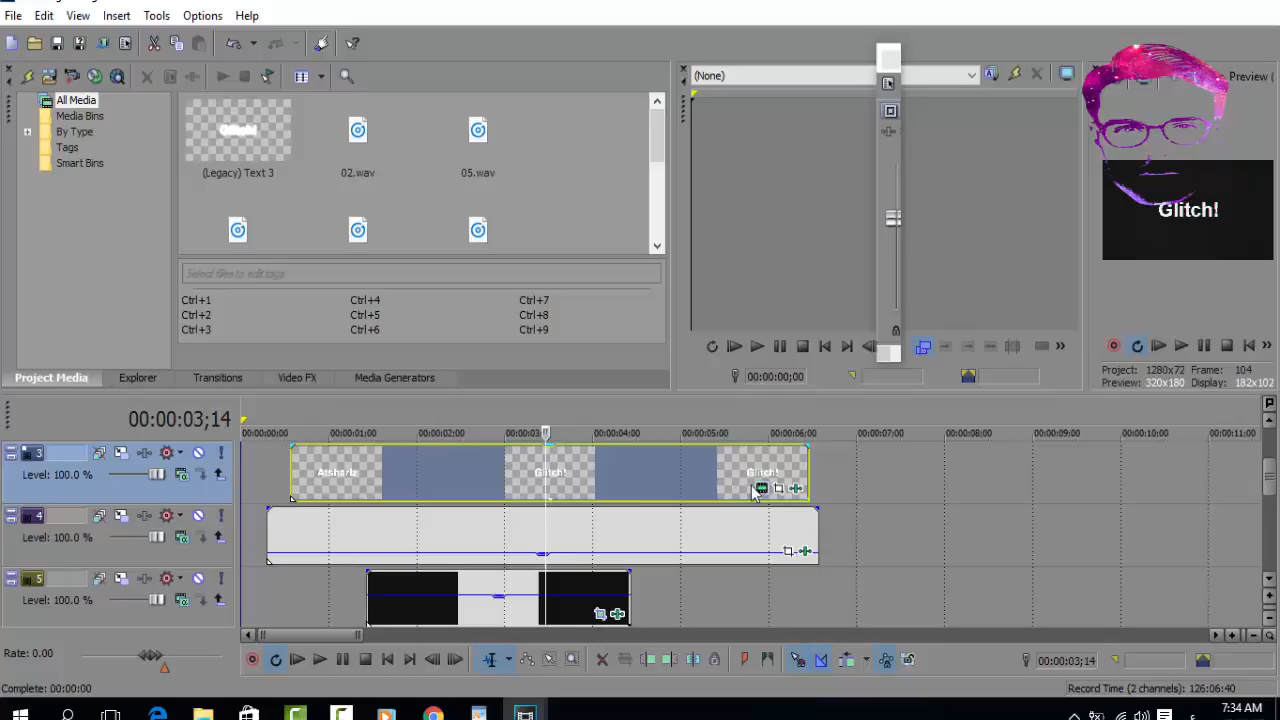 File Edit View Insert Tools Options Help
All Media
Media Bins
By Type
Tags
Smart Bins
Glitch!
(Legacy) Text 3
02.wav
05.wav
Select files to edit tags
Ctrl+1 Ctrl+4 Ctrl+7
Ctrl+2 Ctrl+5 Ctrl+8
Ctrl+3 Ctrl+6 Ctrl+9
Project Media Explorer Transitions Video FX Media Generators
(None)
00:00:00;00
Preview (
Glitch!
Project: 1280x72 Frame: 104
Preview: 320x180 Display: 182x102
00:00:03;14
00:00:00;00 00:00:01;00 00:00:02;00 00:00:03 00:00:04;00 00:00:05;00 00:00:06;00 00:00:07;00 00:00:08;00 00:00:09;00 00:00:10;00 00:00:11;00
3
Level: 100.0 %
Glitch! Glitch!
4
Level: 100.0 %
5
Level: 100.0 %
Rate: 0.00
00:00:03;14
Complete: 00:00:00
Record Time (2 channels): 126:06:40
7:34 AM